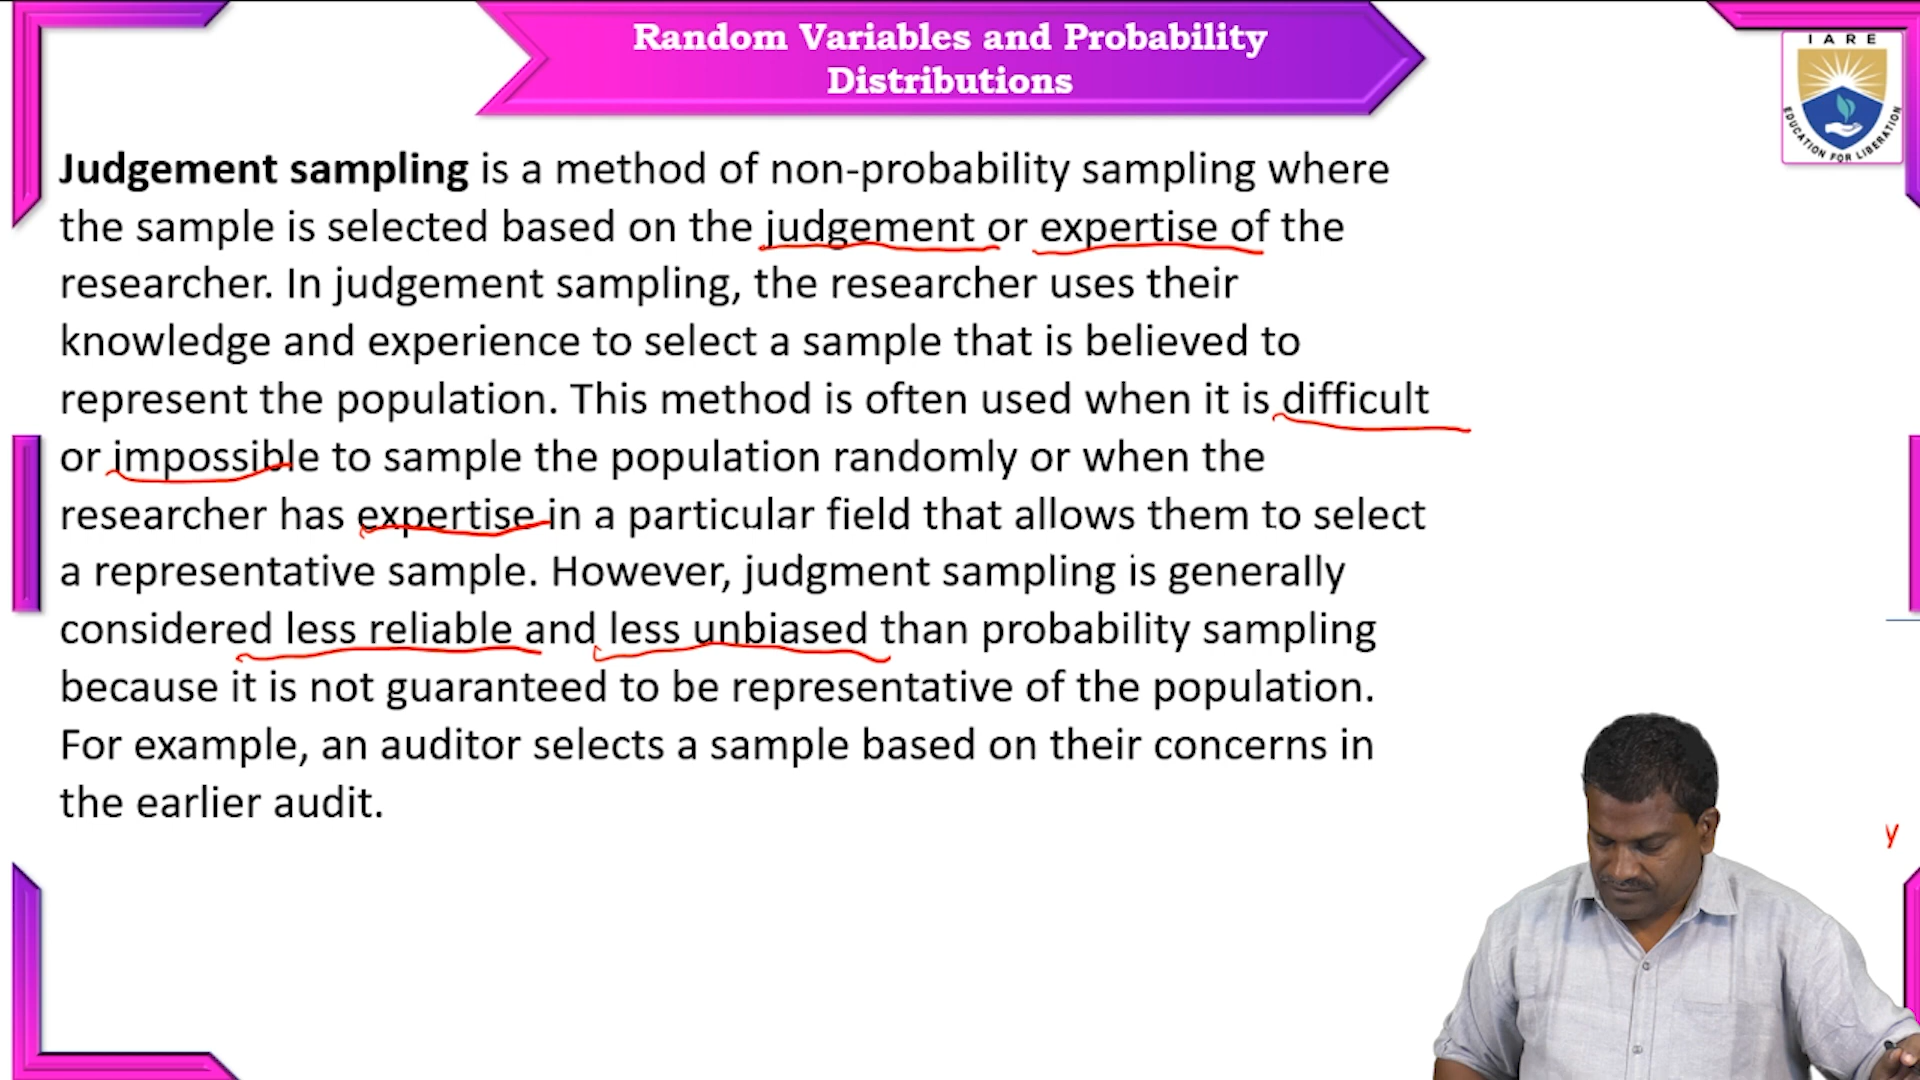 Random Variables and Probability
Distributions
I A R E
EDUCATION FOR LIBERATION
Judgement sampling is a method of non-probability sampling where
the sample is selected based on the judgement or expertise of the
researcher. In judgement sampling, the researcher uses their
knowledge and experience to select a sample that is believed to
represent the population. This method is often used when it is difficult
or impossible to sample the population randomly or when the
researcher has expertise in a particular field that allows them to select
a representative sample. However, judgment sampling is generally
considered less reliable and less unbiased than probability sampling
because it is not guaranteed to be representative of the population.
For example, an auditor selects a sample based on their concerns in
the earlier audit.
y